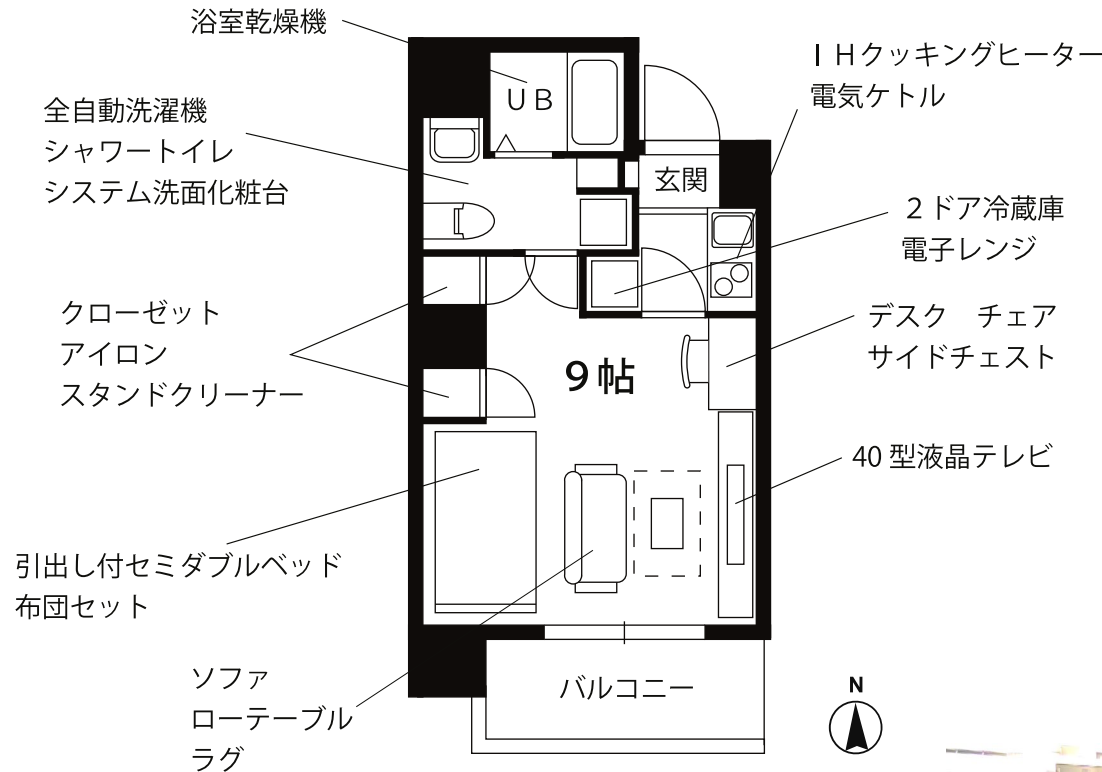 浴室乾燥機
ＩＨクッキングヒーター
電気ケトル
全自動洗濯機
シャワートイレ
システム洗面化粧台
ＵＢ
玄関
２ドア冷蔵庫
電子レンジ
クローゼット
アイロン
スタンドクリーナー
デスク　チェア
サイドチェスト
９帖
40 型液晶テレビ
引出し付セミダブルベッド
布団セット
ソファ
ローテーブル
ラグ
バルコニー
N